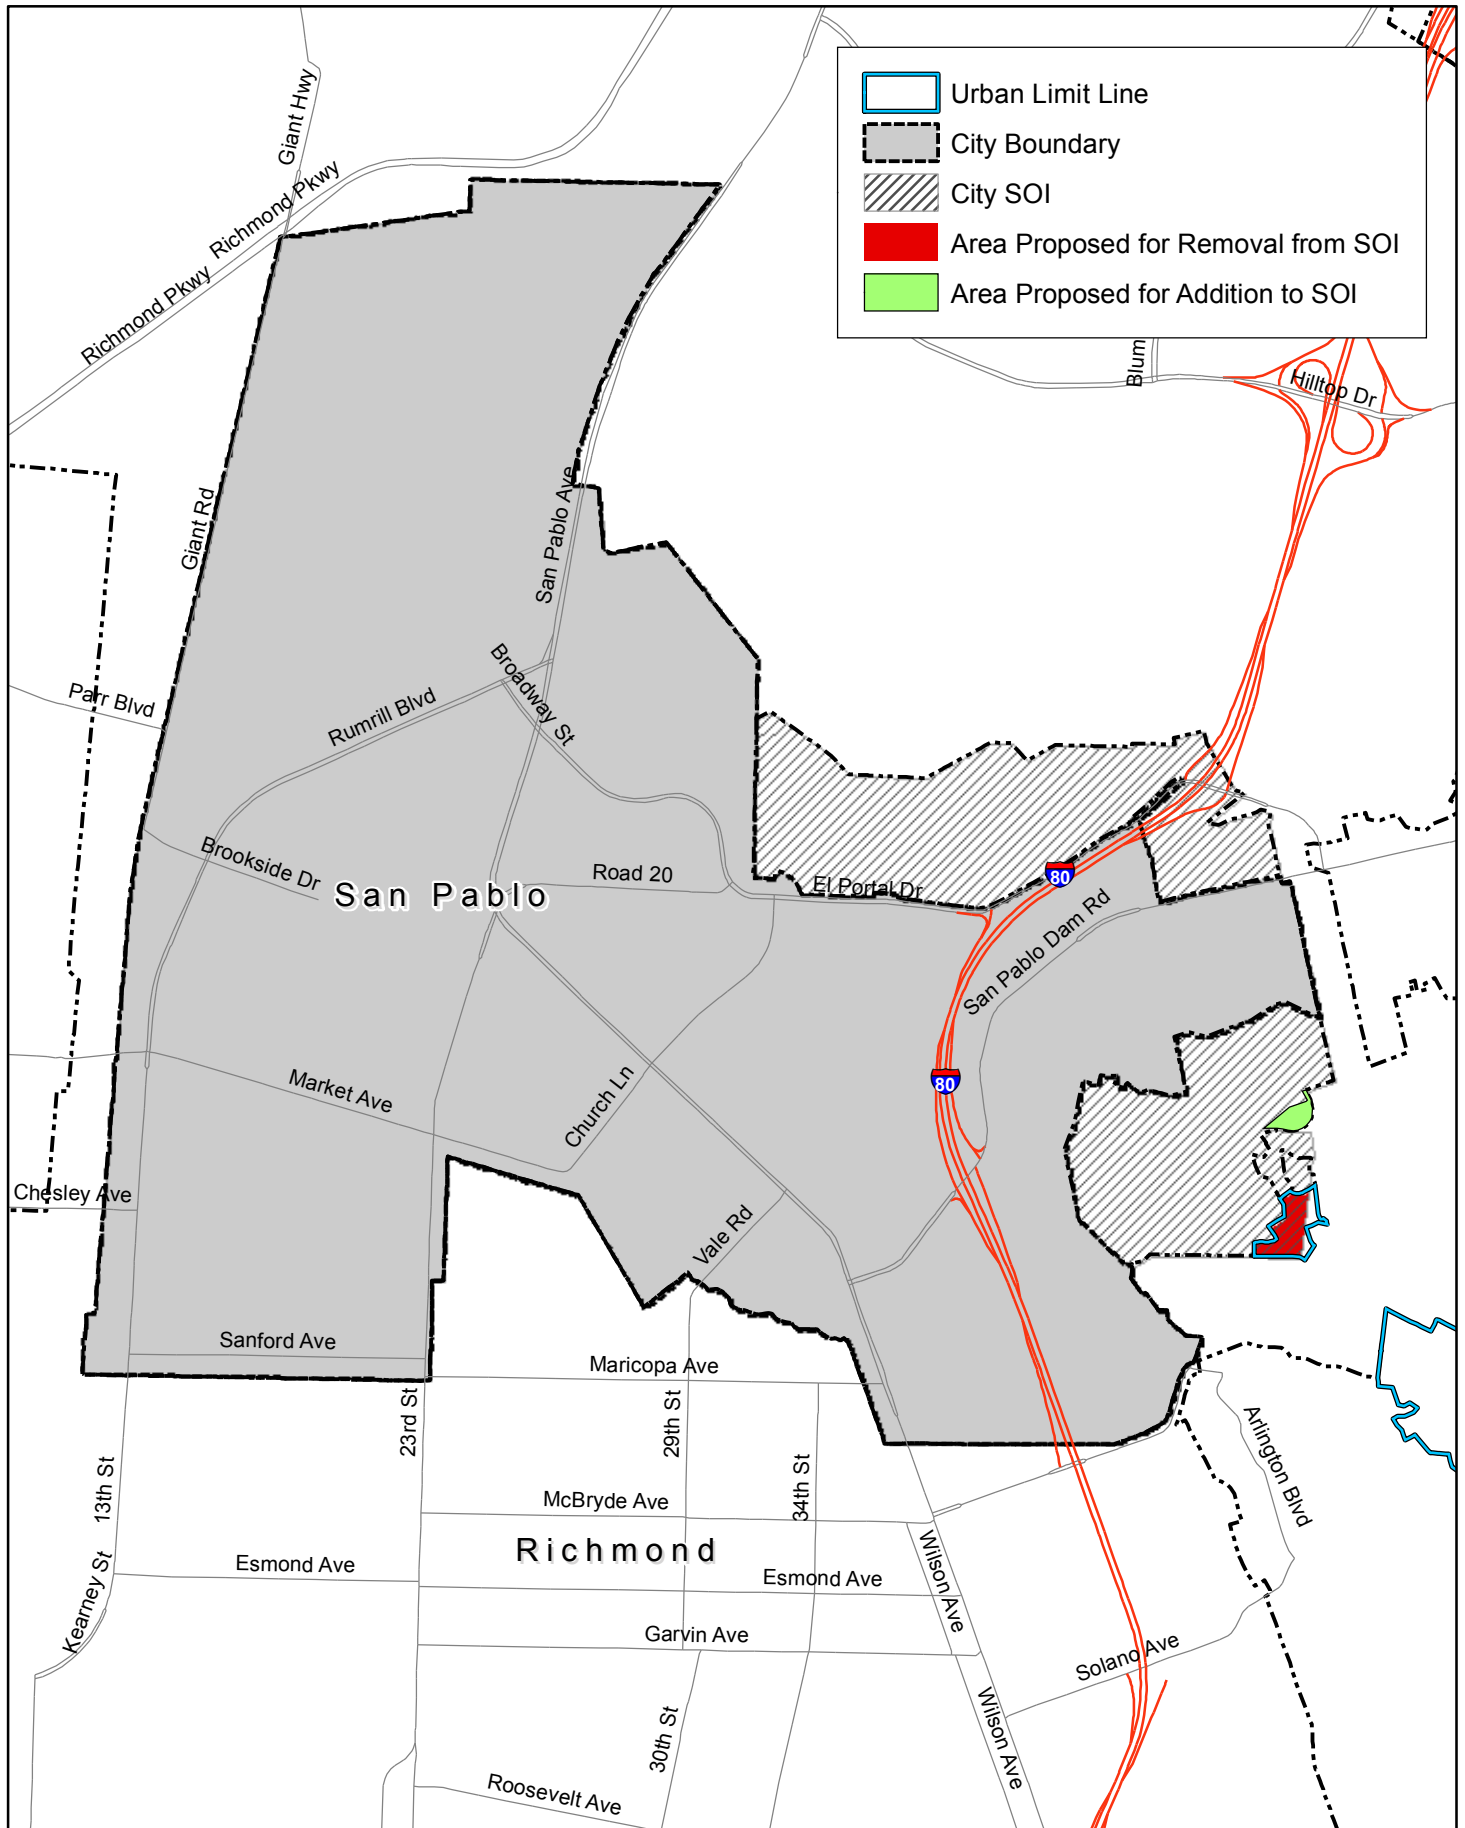 Urban Limit Line
City Boundary
City SOI
Area Proposed for Removal from SOI
Area Proposed for Addition to SOI
Giant Hwy
Richmond Pkwy
Richmond Pkwy
Blum
Hilltop Dr
Giant Rd
San Pablo Ave
Broadway St
Parr Blvd
Rumrill Blvd
Brookside Dr
San Pablo
Road 20
El Portal Dr
80
San Pablo Dam Rd
80
Market Ave
Church Ln
Chesley Ave
Vale Rd
Sanford Ave
Maricopa Ave
23rd St
29th St
34th St
Arlington Blvd
13th St
McBryde Ave
Richmond
Wilson Ave
Kearney St
Esmond Ave
Esmond Ave
Garvin Ave
Solano Ave
30th St
Wilson Ave
Roosevelt Ave